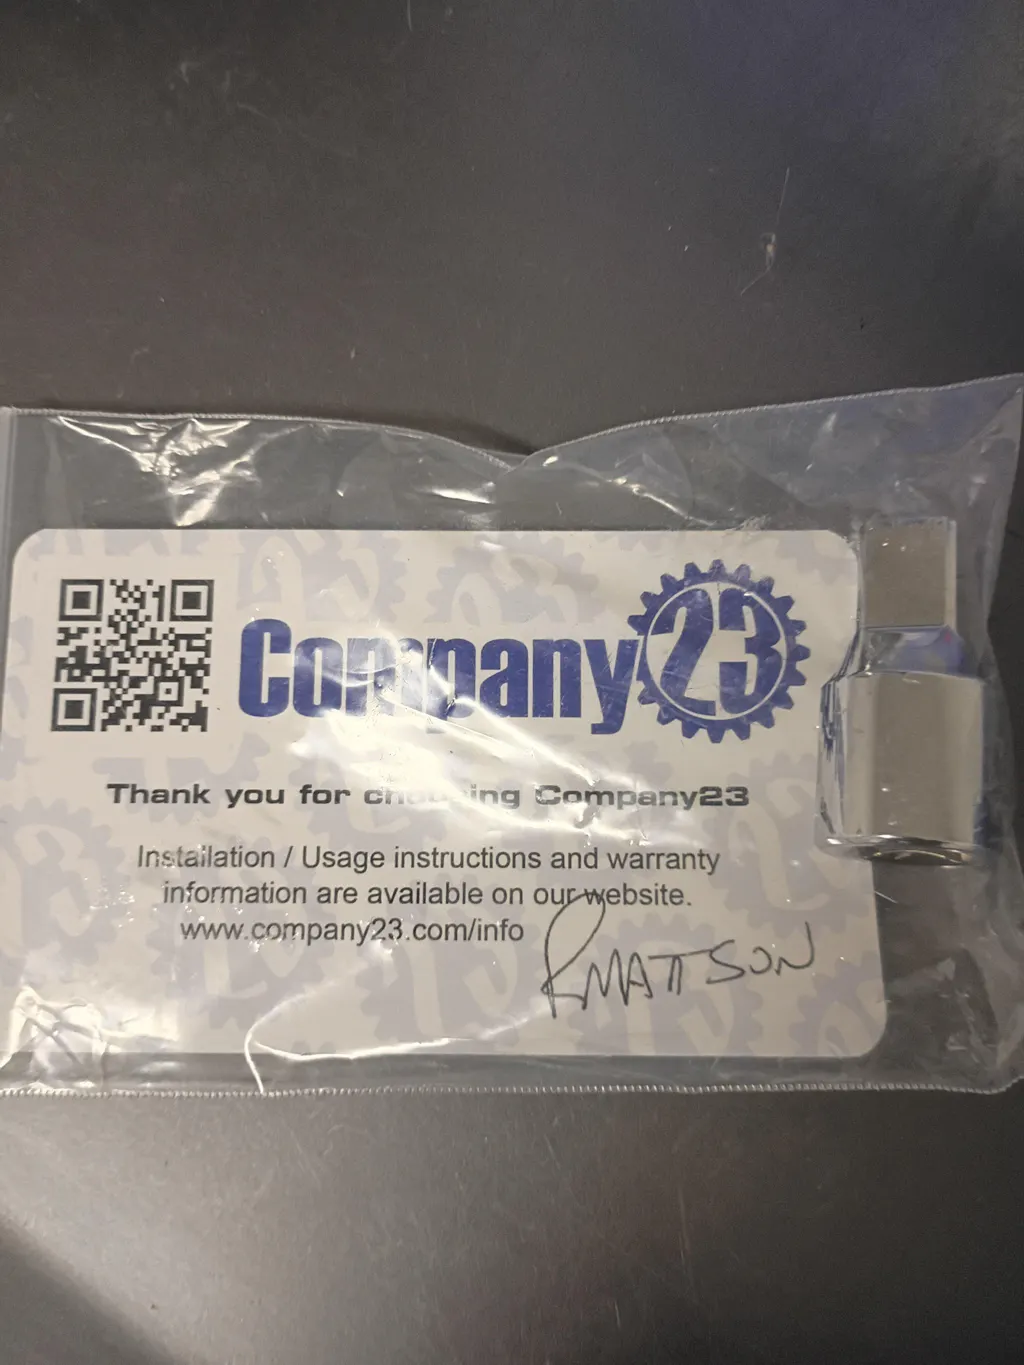 Company23
Thank you for choosing Company23
Installation / Usage instructions and warranty
information are available on our website.
www.company23.com/info
RMATTSON